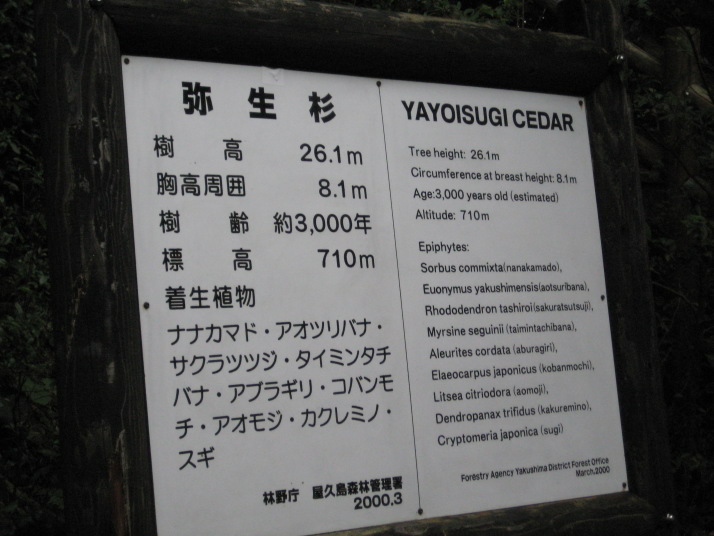 弥生杉
樹高 26.1m
胸高周囲 8.1m
樹齢 約3,000年
標高 710m
着生植物
ナナカマド・アオツリバナ・
サクラツツジ・タイミンタチ
バナ・アブラギリ・コバンモ
チ・アオモジ・カクレミノ・
スギ
林野庁 屋久島森林管理署
2000.3
YAYOISUGI CEDAR
Tree height: 26.1m
Circumference at breast height: 8.1m
Age:3,000 years old (estimated)
Altitude: 710m
Epiphytes:
Sorbus commixta(nanakamado),
Euonymus yakushimensis(aotsuribana),
Rhododendron tashiroi(sakuratsutsuji),
Myrsine seguinii (taimintachibana),
Aleurites cordata (aburagiri),
Elaeocarpus japonicus (kobanmochi),
Litsea citriodora (aomoji),
Dendropanax trifidus (kakuremino),
Cryptomeria japonica (sugi)
Forestry Agency Yakushima District Forest Office
March,2000